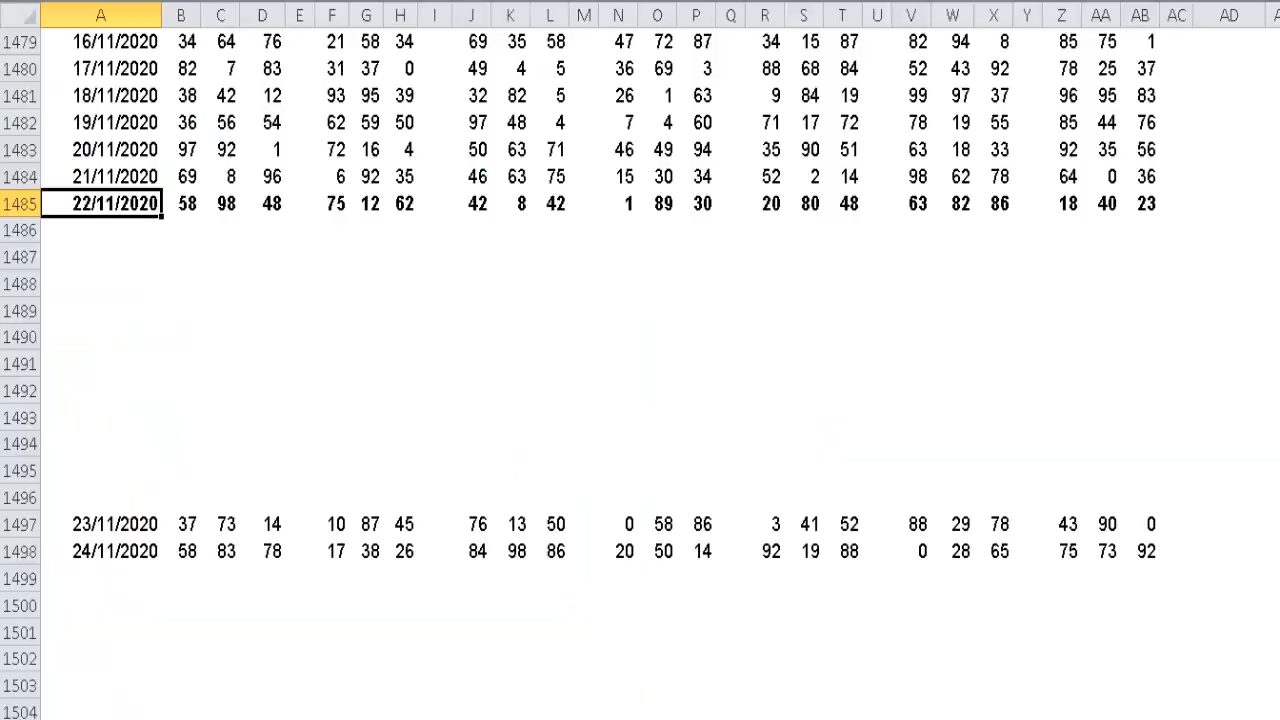 A B C D E F G H I J K L M N O P Q R S T U V W X Y Z AA AB AC AD
1479 16/11/2020 34 64 76 21 58 34 69 35 58 47 72 87 34 15 87 82 94 8 85 75 1
1480 17/11/2020 82 7 83 31 37 0 49 4 5 36 69 3 88 68 84 52 43 92 78 25 37
1481 18/11/2020 38 42 12 93 95 39 32 82 5 26 1 63 9 84 19 99 97 37 96 95 83
1482 19/11/2020 36 56 54 62 59 50 97 48 4 7 4 60 71 17 72 78 19 55 85 44 76
1483 20/11/2020 97 92 1 72 16 4 50 63 71 46 49 94 35 90 51 63 18 33 92 35 56
1484 21/11/2020 69 8 96 6 92 35 46 63 75 15 30 34 52 2 14 98 62 78 64 0 36
1485 22/11/2020 58 98 48 75 12 62 42 8 42 1 89 30 20 80 48 63 82 86 18 40 23
1486
1487
1488
1489
1490
1491
1492
1493
1494
1495
1496
1497 23/11/2020 37 73 14 10 87 45 76 13 50 0 58 86 3 41 52 88 29 78 43 90 0
1498 24/11/2020 58 83 78 17 38 26 84 98 86 20 50 14 92 19 88 0 28 65 75 73 92
1499
1500
1501
1502
1503
1504